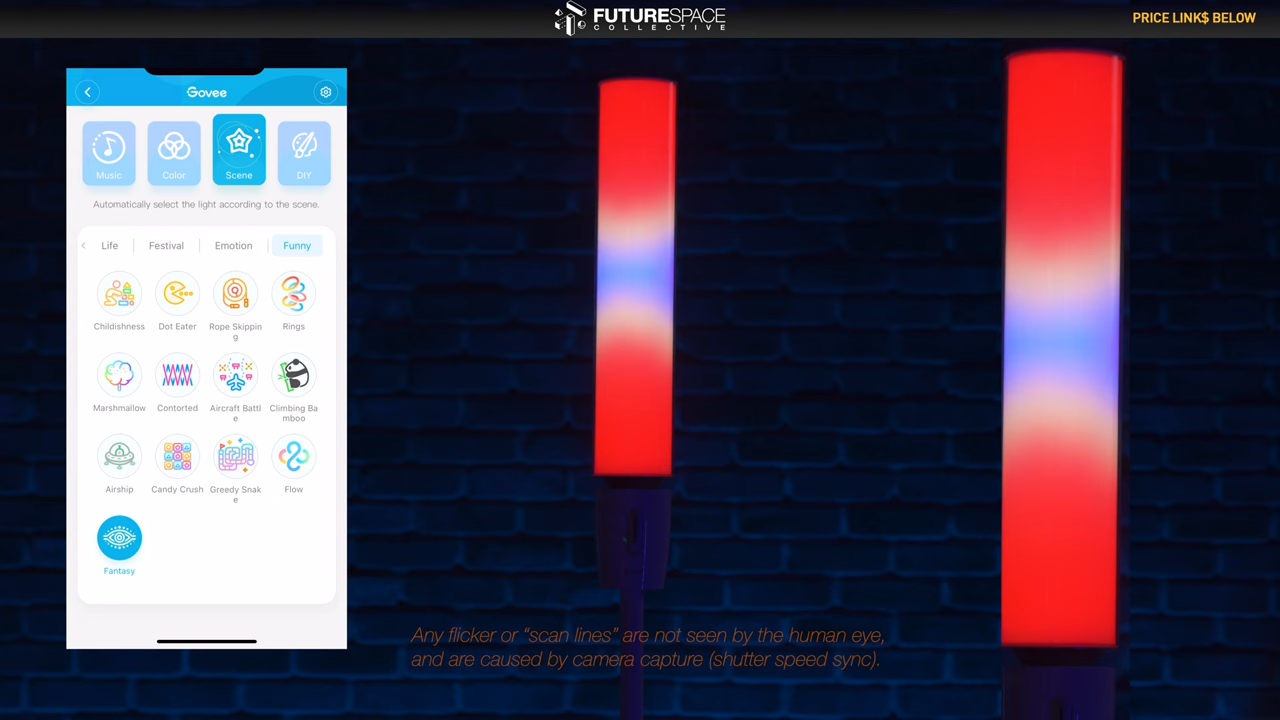 FUTURESPACE
COLLECTIVE
PRICE LINK$ BELOW
Govee
Music
Color
Scene
DIY
Automatically select the light according to the scene.
Life
Festival
Emotion
Funny
Childishness
Dot Eater
Rope Skippin
g
Rings
Marshmallow
Contorted
Aircraft Battl
e
Climbing Ba
mboo
Airship
Candy Crush
Greedy Snak
e
Flow
Fantasy
Any flicker or “scan lines” are not seen by the human eye,
and are caused by camera capture (shutter speed sync).